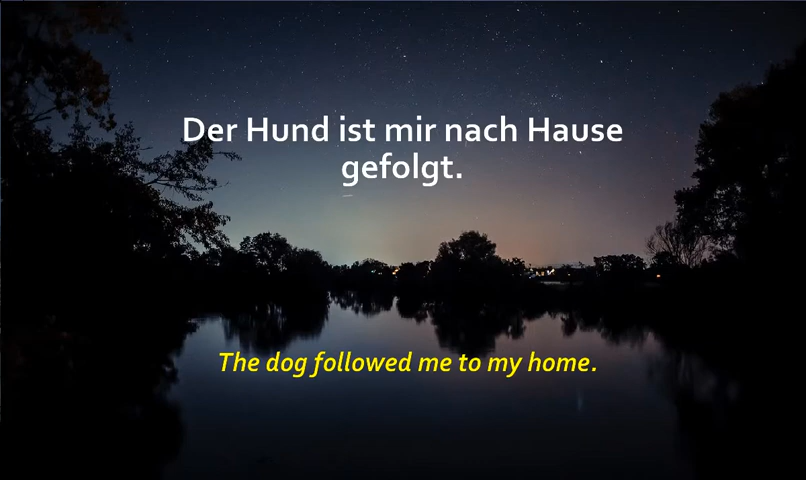 Der Hund ist mir nach Hause
gefolgt.
The dog followed me to my home.